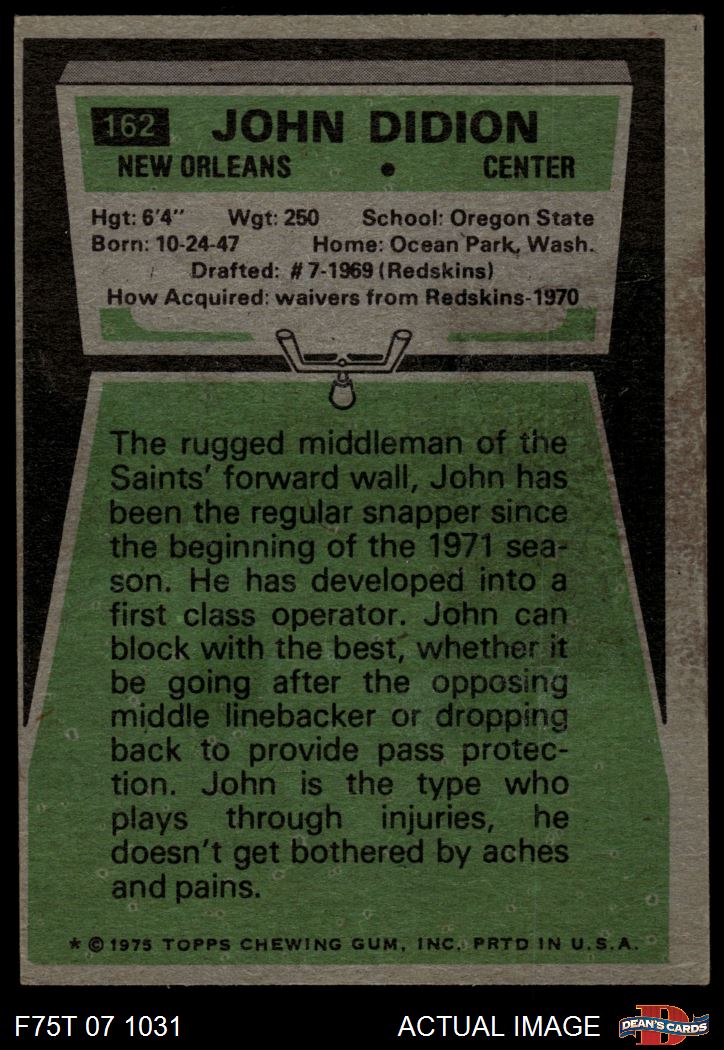 162 JOHN DIDION
NEW ORLEANS • CENTER
Hgt: 6'4" Wgt: 250 School: Oregon State
Born: 10-24-47 Home: Ocean Park, Wash.
Drafted: #7-1969 (Redskins)
How Acquired: waivers from Redskins-1970
The rugged middleman of the
Saints' forward wall, John has
been the regular snapper since
the beginning of the 1971 sea-
son. He has developed into a
first class operator. John can
block with the best, whether it
be going after the opposing
middle linebacker or dropping
back to provide pass protec-
tion. John is the type who
plays through injuries, he
doesn't get bothered by aches
and pains.
* © 1975 TOPPS CHEWING GUM, INC. PRTD IN U.S.A.
F75T 07 1031 ACTUAL IMAGE D DEAN'S CARDS